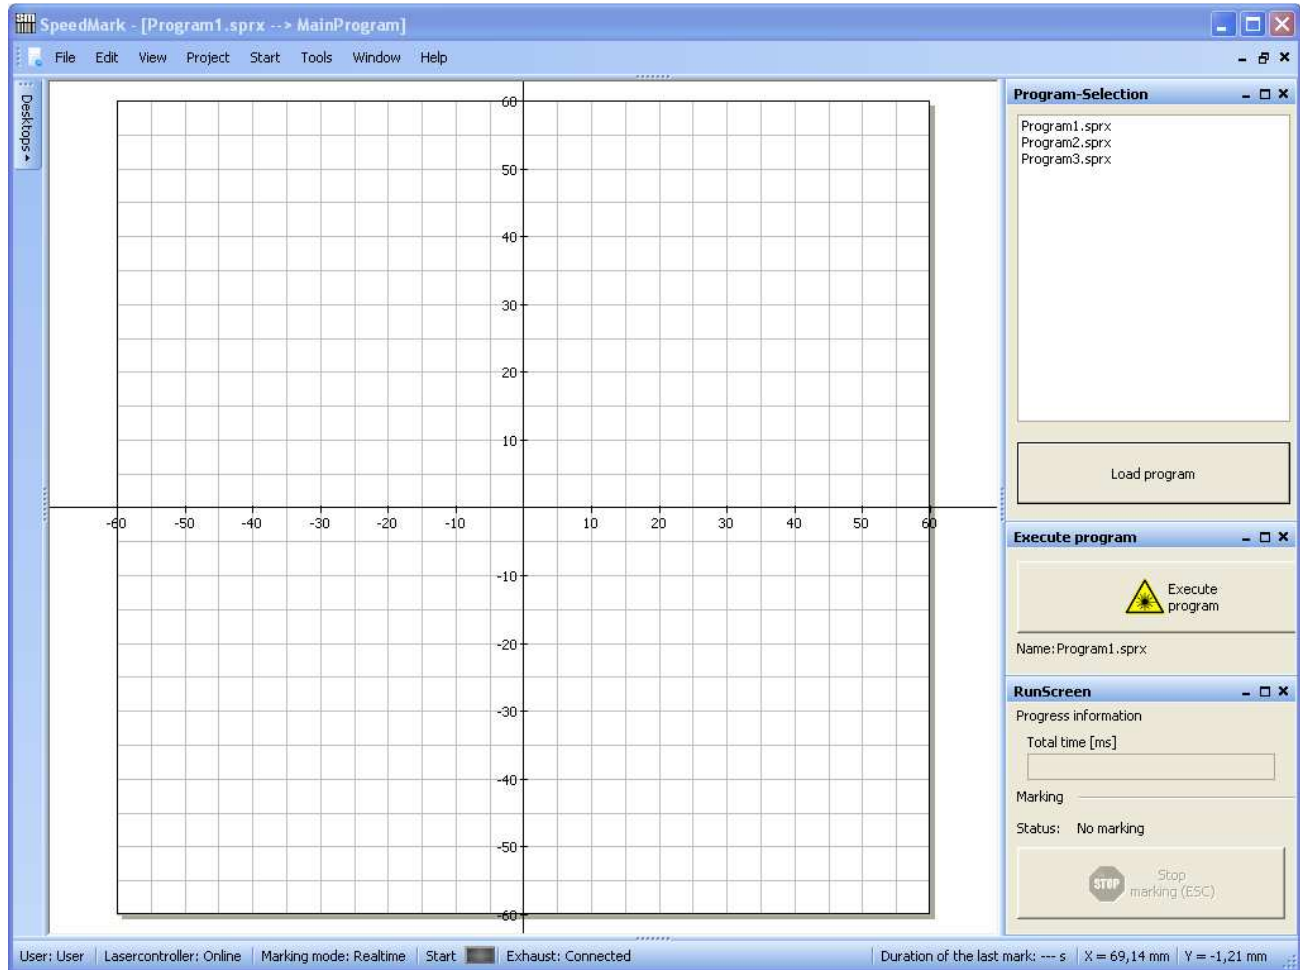 SpeedMark - [Program1.sprx --> MainProgram]
File Edit View Project Start Tools Window Help
Desktops
60
50
40
30
20
10
-60 -50 -40 -30 -20 -10 10 20 30 40 50 60
-10
-20
-30
-40
-50
-60
Program-Selection
Program1.sprx
Program2.sprx
Program3.sprx
Load program
Execute program
Execute
program
Name:Program1.sprx
RunScreen
Progress information
Total time [ms]
Marking
Status: No marking
STOP
Stop
marking (ESC)
User: User Lasercontroller: Online Marking mode: Realtime Start Exhaust: Connected Duration of the last mark: --- s X = 69,14 mm Y = -1,21 mm